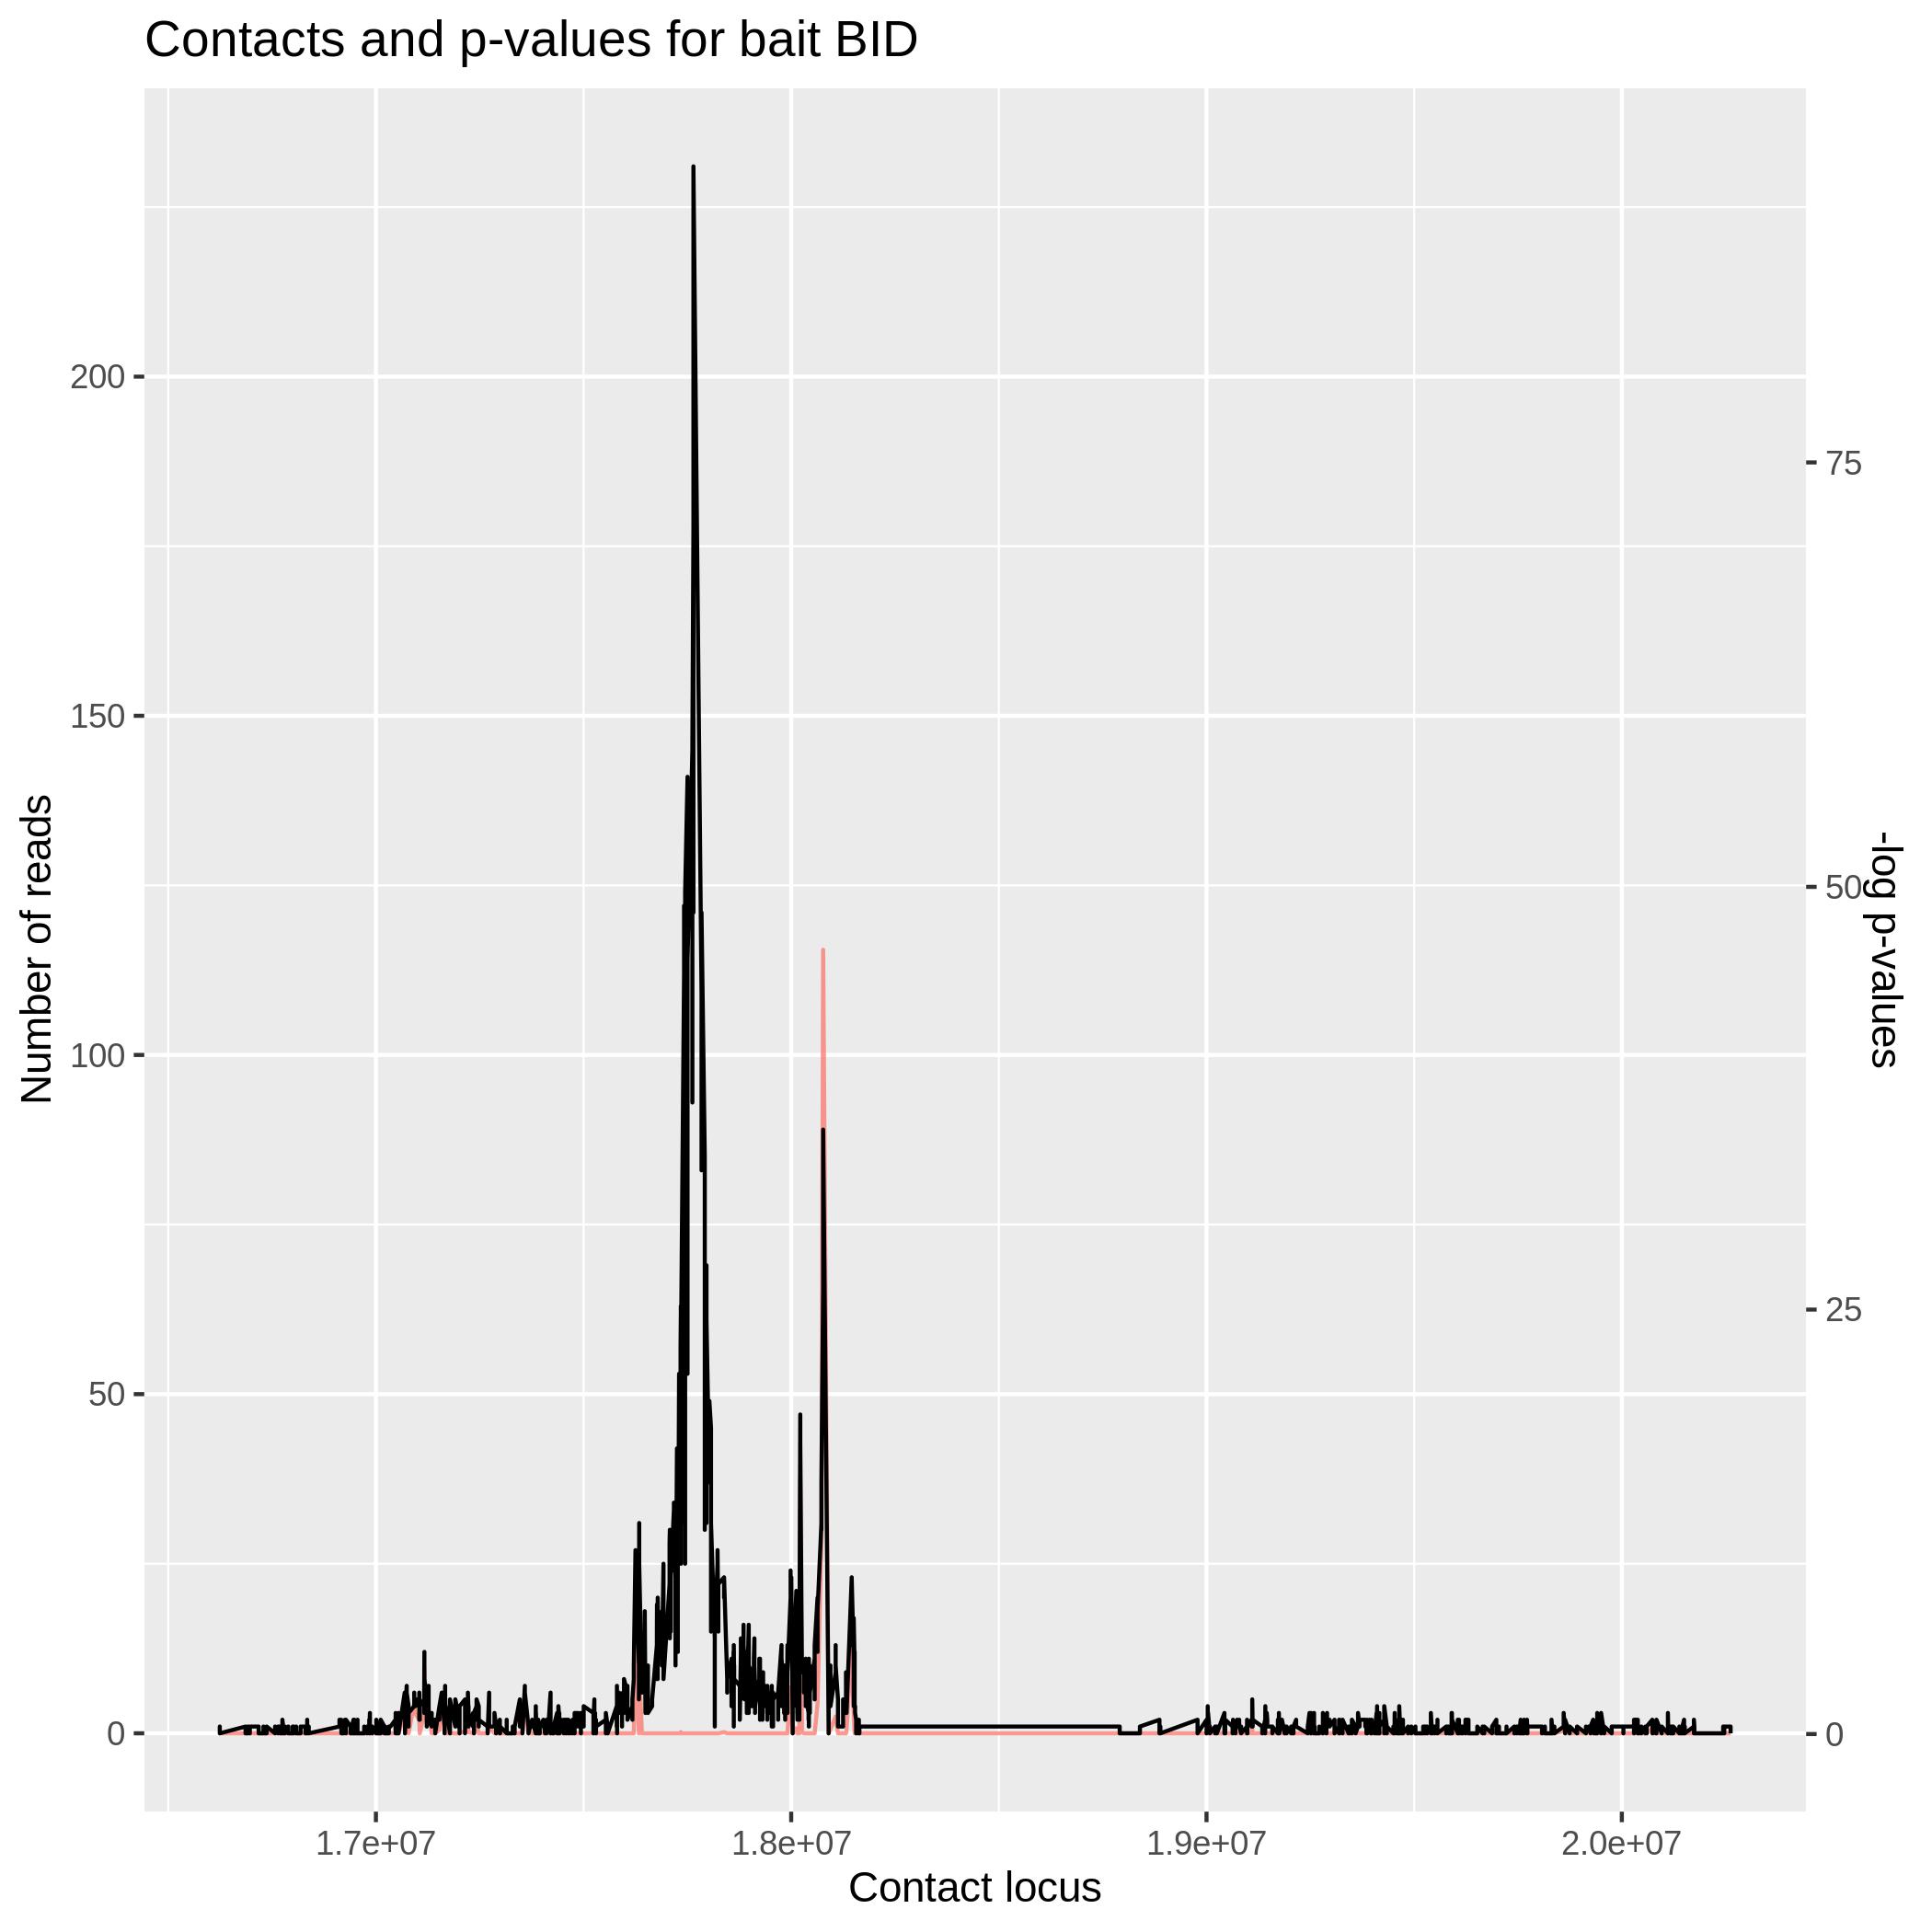 Contacts and p-values for bait BID
200
150
100
50
0
Number of reads
75
50
25
0
-log p-values
1.7e+07
1.8e+07
1.9e+07
2.0e+07
Contact locus